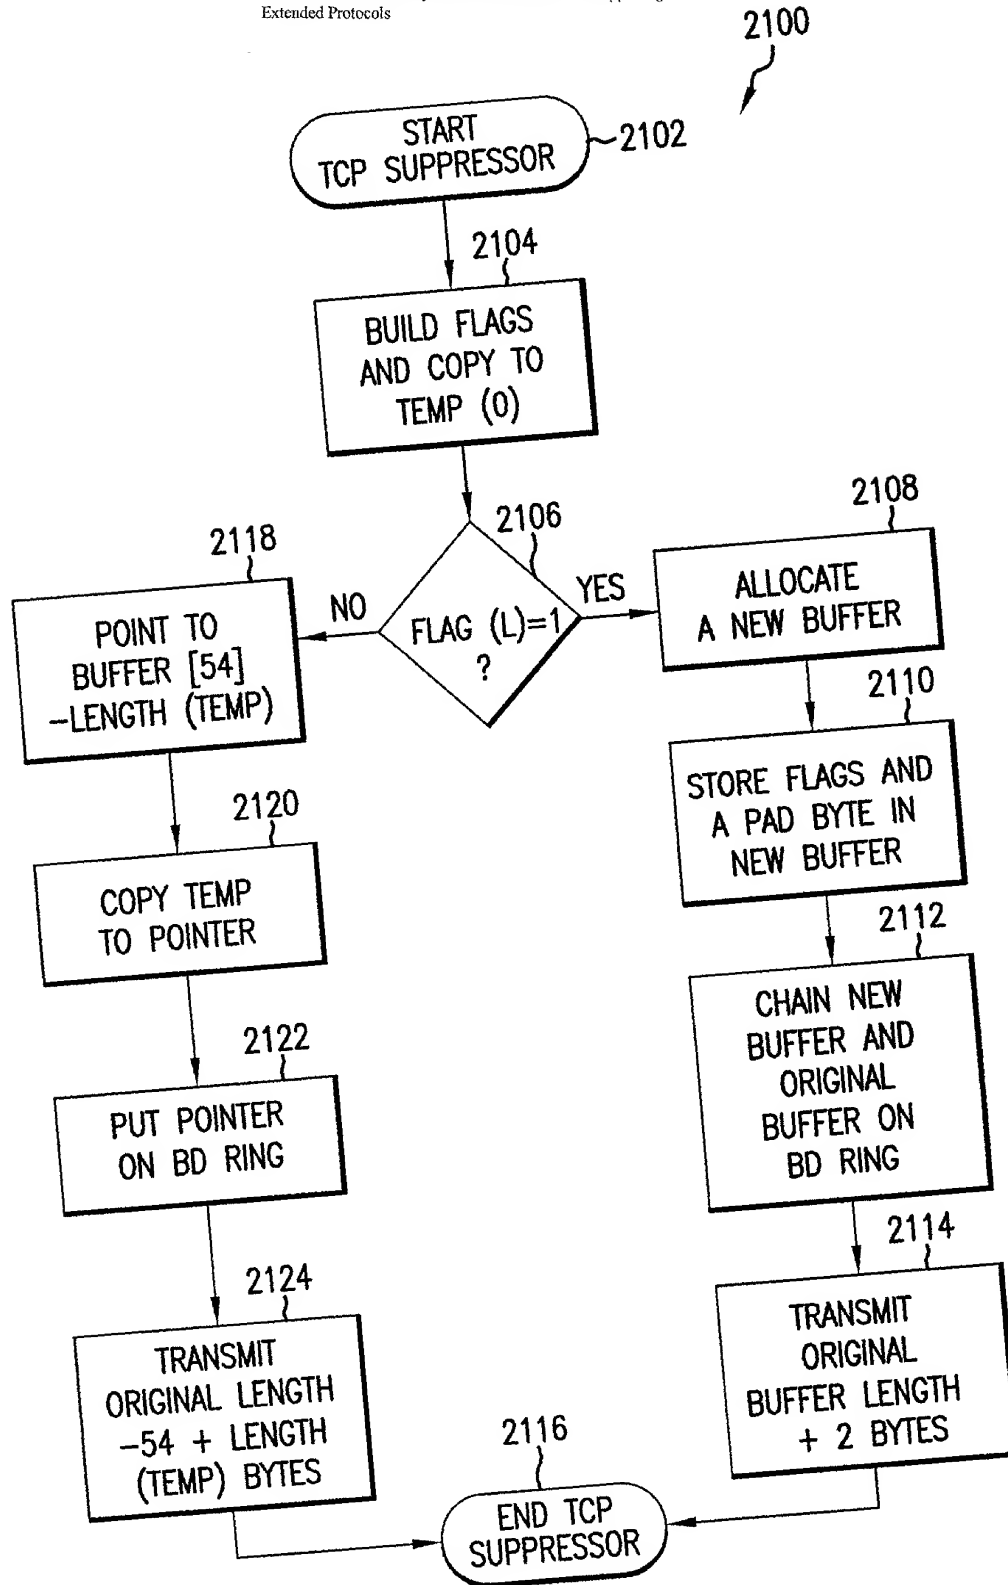 Extended Protocols
2100
START
TCP SUPPRESSOR
2102
2104
BUILD FLAGS
AND COPY TO
TEMP (0)
2106
FLAG (L)=1
?
NO
YES
2108
ALLOCATE
A NEW BUFFER
2110
STORE FLAGS AND
A PAD BYTE IN
NEW BUFFER
2112
CHAIN NEW
BUFFER AND
ORIGINAL
BUFFER ON
BD RING
2114
TRANSMIT
ORIGINAL
BUFFER LENGTH
+ 2 BYTES
2118
POINT TO
BUFFER [54]
-LENGTH (TEMP)
2120
COPY TEMP
TO POINTER
2122
PUT POINTER
ON BD RING
2124
TRANSMIT
ORIGINAL LENGTH
-54 + LENGTH
(TEMP) BYTES
2116
END TCP
SUPPRESSOR